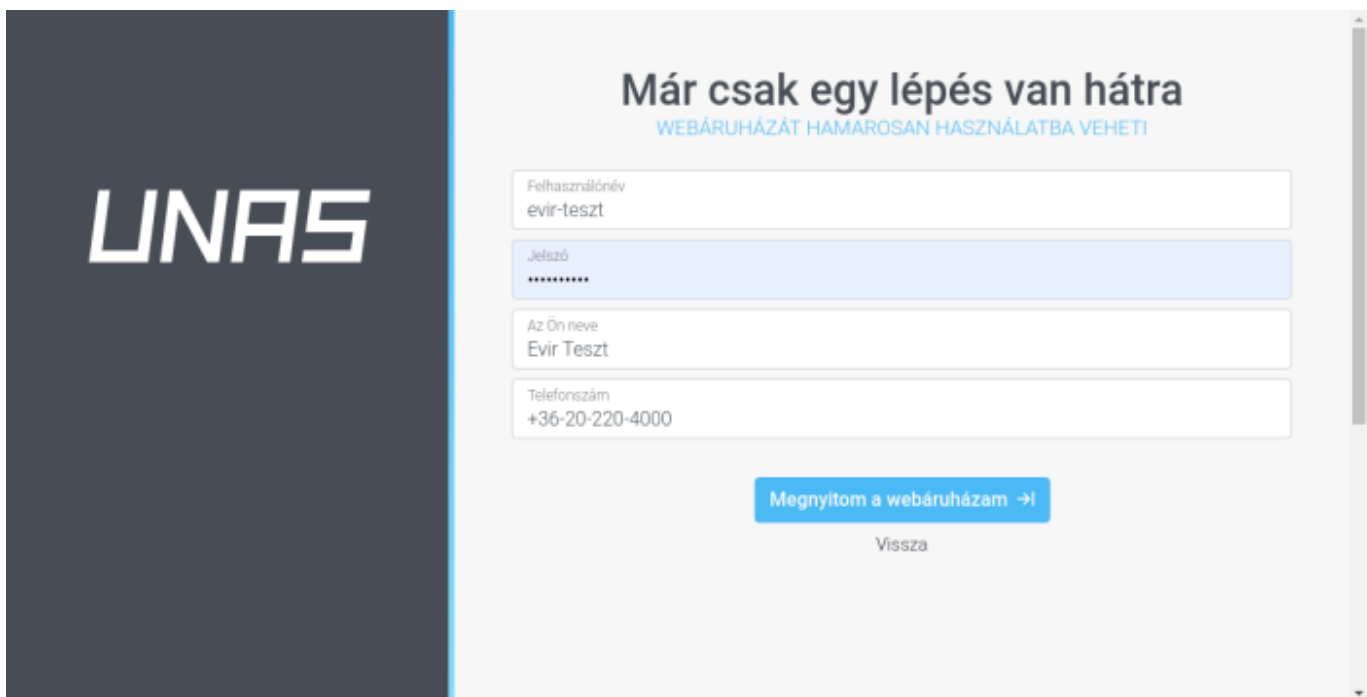 UNAS
Már csak egy lépés van hátra
WEBÁRUHÁZÁT HAMAROSAN HASZNÁLATBA VEHETI
Felhasználónév
evir-teszt
Jelszó
••••••••••
Az Ön neve
Evir Teszt
Telefonszám
+36-20-220-4000
Megnyitom a webáruházam
Vissza